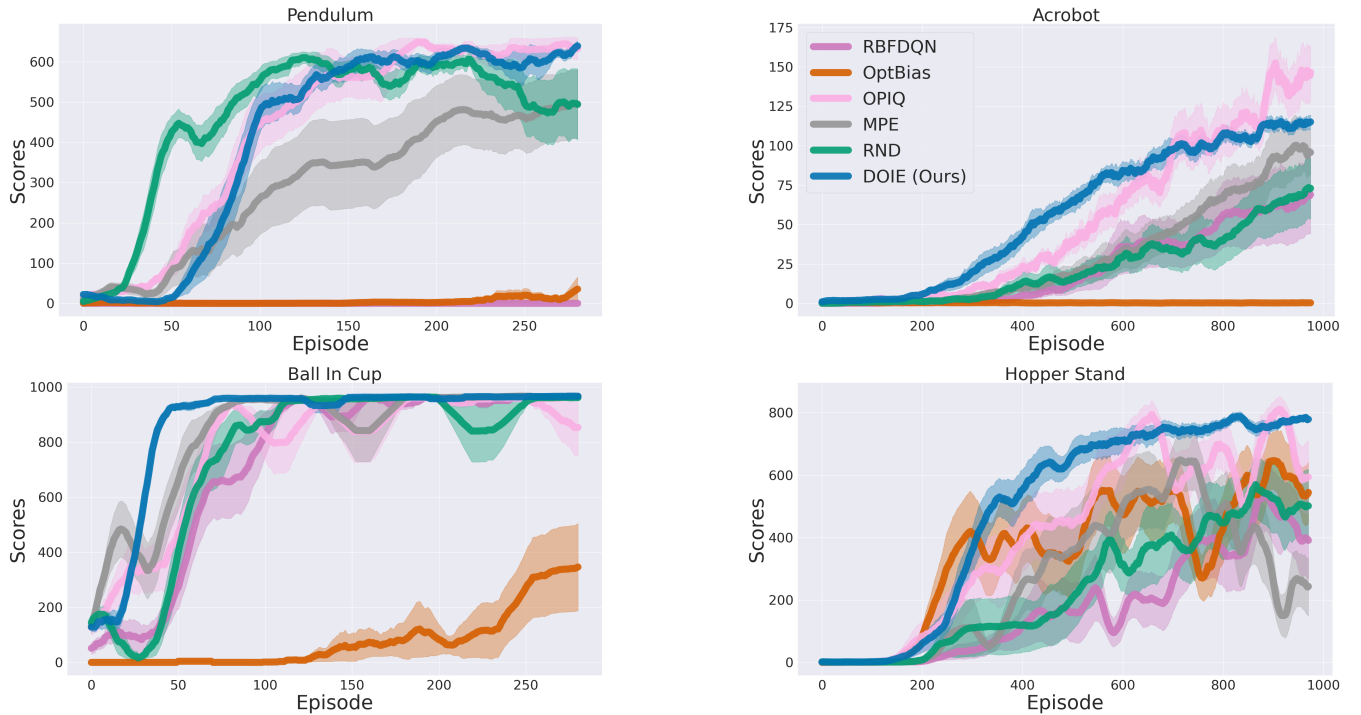 Pendulum
Scores
600
500
400
300
200
100
0
0 50 100 150 200 250
Episode
Acrobot
Scores
175
150
125
100
75
50
25
0
RBFDQN
OptBias
OPIQ
MPE
RND
DOIE (Ours)
0 200 400 600 800 1000
Episode
Ball In Cup
Scores
1000
800
600
400
200
0
0 50 100 150 200 250
Episode
Hopper Stand
Scores
800
600
400
200
0
0 200 400 600 800 1000
Episode